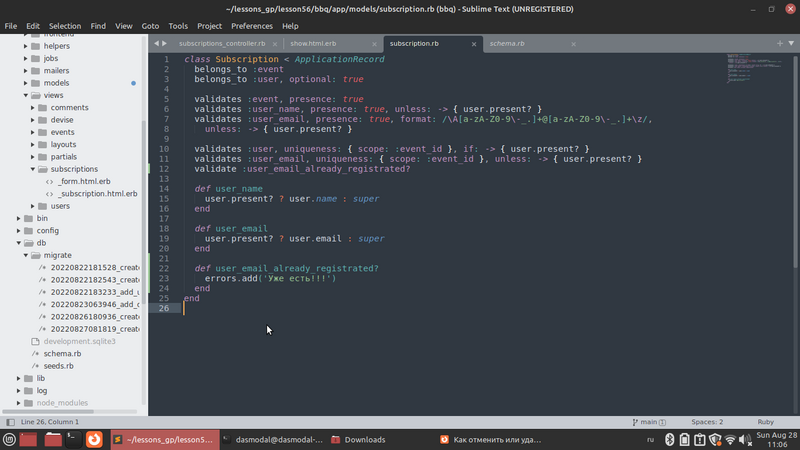 ~/lessons_gp/lesson56/bbq/app/models/subscription.rb (bbq) - Sublime Text (UNREGISTERED)
File Edit Selection Find View Goto Tools Project Preferences Help
subscriptions_controller.rb show.html.erb subscription.rb schema.rb
frontend
helpers
jobs
mailers
models
views
comments
devise
events
layouts
partials
subscriptions
_form.html.erb
_subscription.html.erb
users
bin
config
db
migrate
20220822181528_create
20220822182543_create
20220822183233_add_u
20220823063946_add_c
20220826180936_create
20220827081819_create
development.sqlite3
schema.rb
seeds.rb
lib
log
node_modules
1 class Subscription < ApplicationRecord
2 belongs_to :event
3 belongs_to :user, optional: true
4
5 validates :event, presence: true
6 validates :user_name, presence: true, unless: -> { user.present? }
7 validates :user_email, presence: true, format: /\A[a-zA-Z0-9\-_.]+@[a-zA-Z0-9\-_.]+\z/,
8 unless: -> { user.present? }
9
10 validates :user, uniqueness: { scope: :event_id }, if: -> { user.present? }
11 validates :user_email, uniqueness: { scope: :event_id }, unless: -> { user.present? }
12 validate :user_email_already_registrated?
13
14 def user_name
15 user.present? ? user.name : super
16 end
17
18 def user_email
19 user.present? ? user.email : super
20 end
21
22 def user_email_already_registrated?
23 errors.add('Уже есть!!!')
24 end
25 end
26
Line 26, Column 1 main 1 Spaces: 2 Ruby
~/lessons_gp/lesson5... dasmodal@dasmodal-... Downloads Как отменить или уда... ru Sun Aug 28
11:06